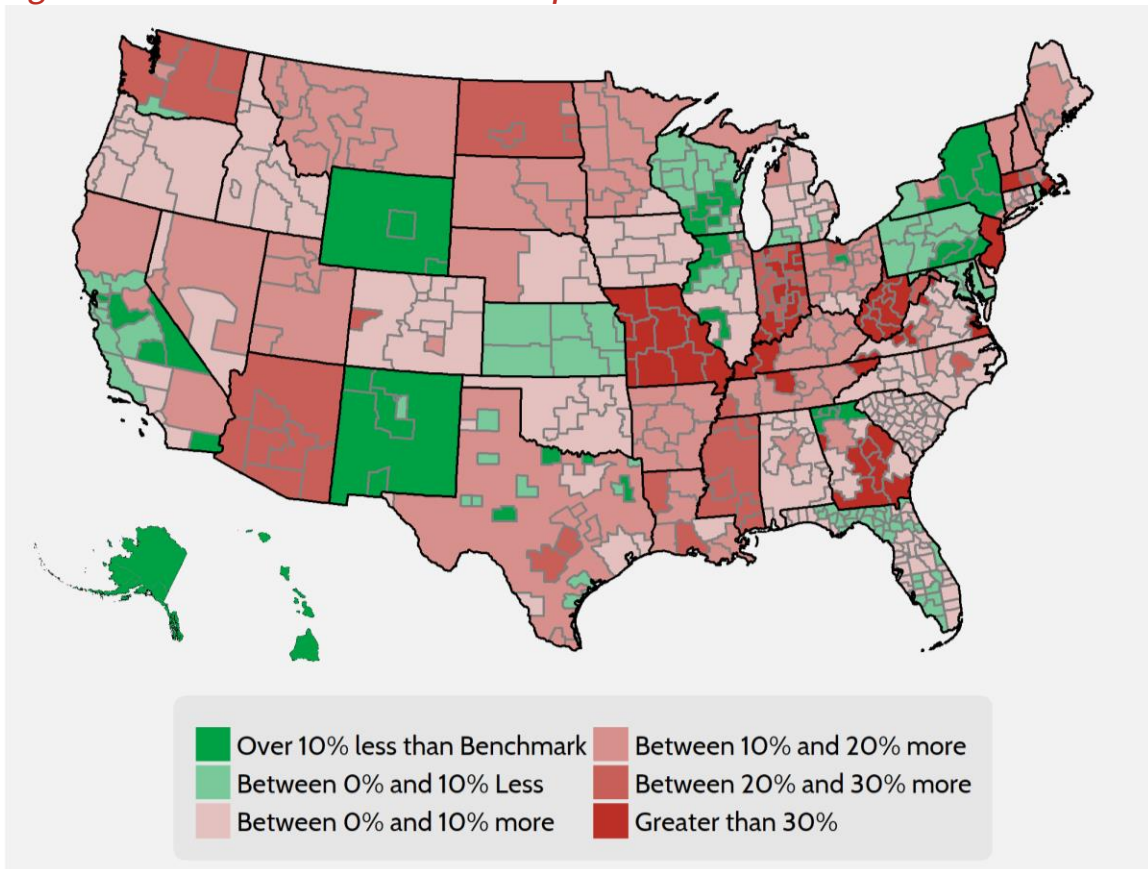 Over 10% less than Benchmark
Between 0% and 10% Less
Between 0% and 10% more
Between 10% and 20% more
Between 20% and 30% more
Greater than 30%